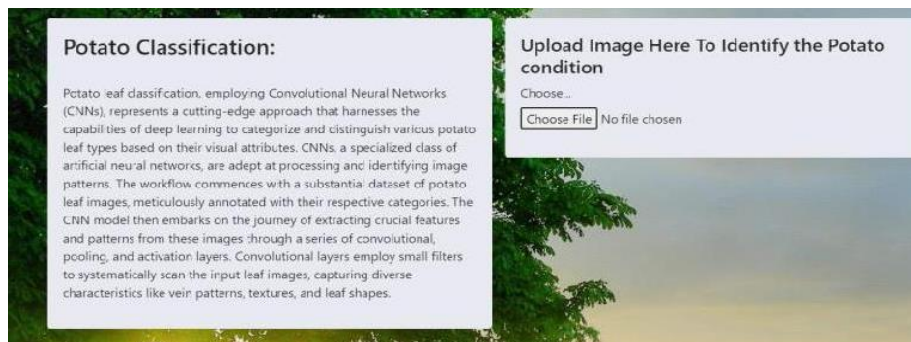 Potato Classification:
Potato leaf classification, employing Convolutional Neural Networks
(CNNs), represents a cutting-edge approach that harnesses the
capabilities of deep learning to categorize and distinguish various potato
leaf types based on their visual attributes. CNNs, a specialized class of
artificial neural networks, are adept at processing and identifying image
patterns. The workflow commences with a substantial dataset of potato
leaf images, meticulously annotated with their respective categories. The
CNN model then embarks on the journey of extracting crucial features
and patterns from these images through a series of convolutional,
pooling, and activation layers. Convolutional layers employ small filters
to systematically scan the input leaf images, capturing diverse
characteristics like vein patterns, textures, and leaf shapes.
Upload Image Here To Identify the Potato
condition
Choose...
Choose File No file chosen